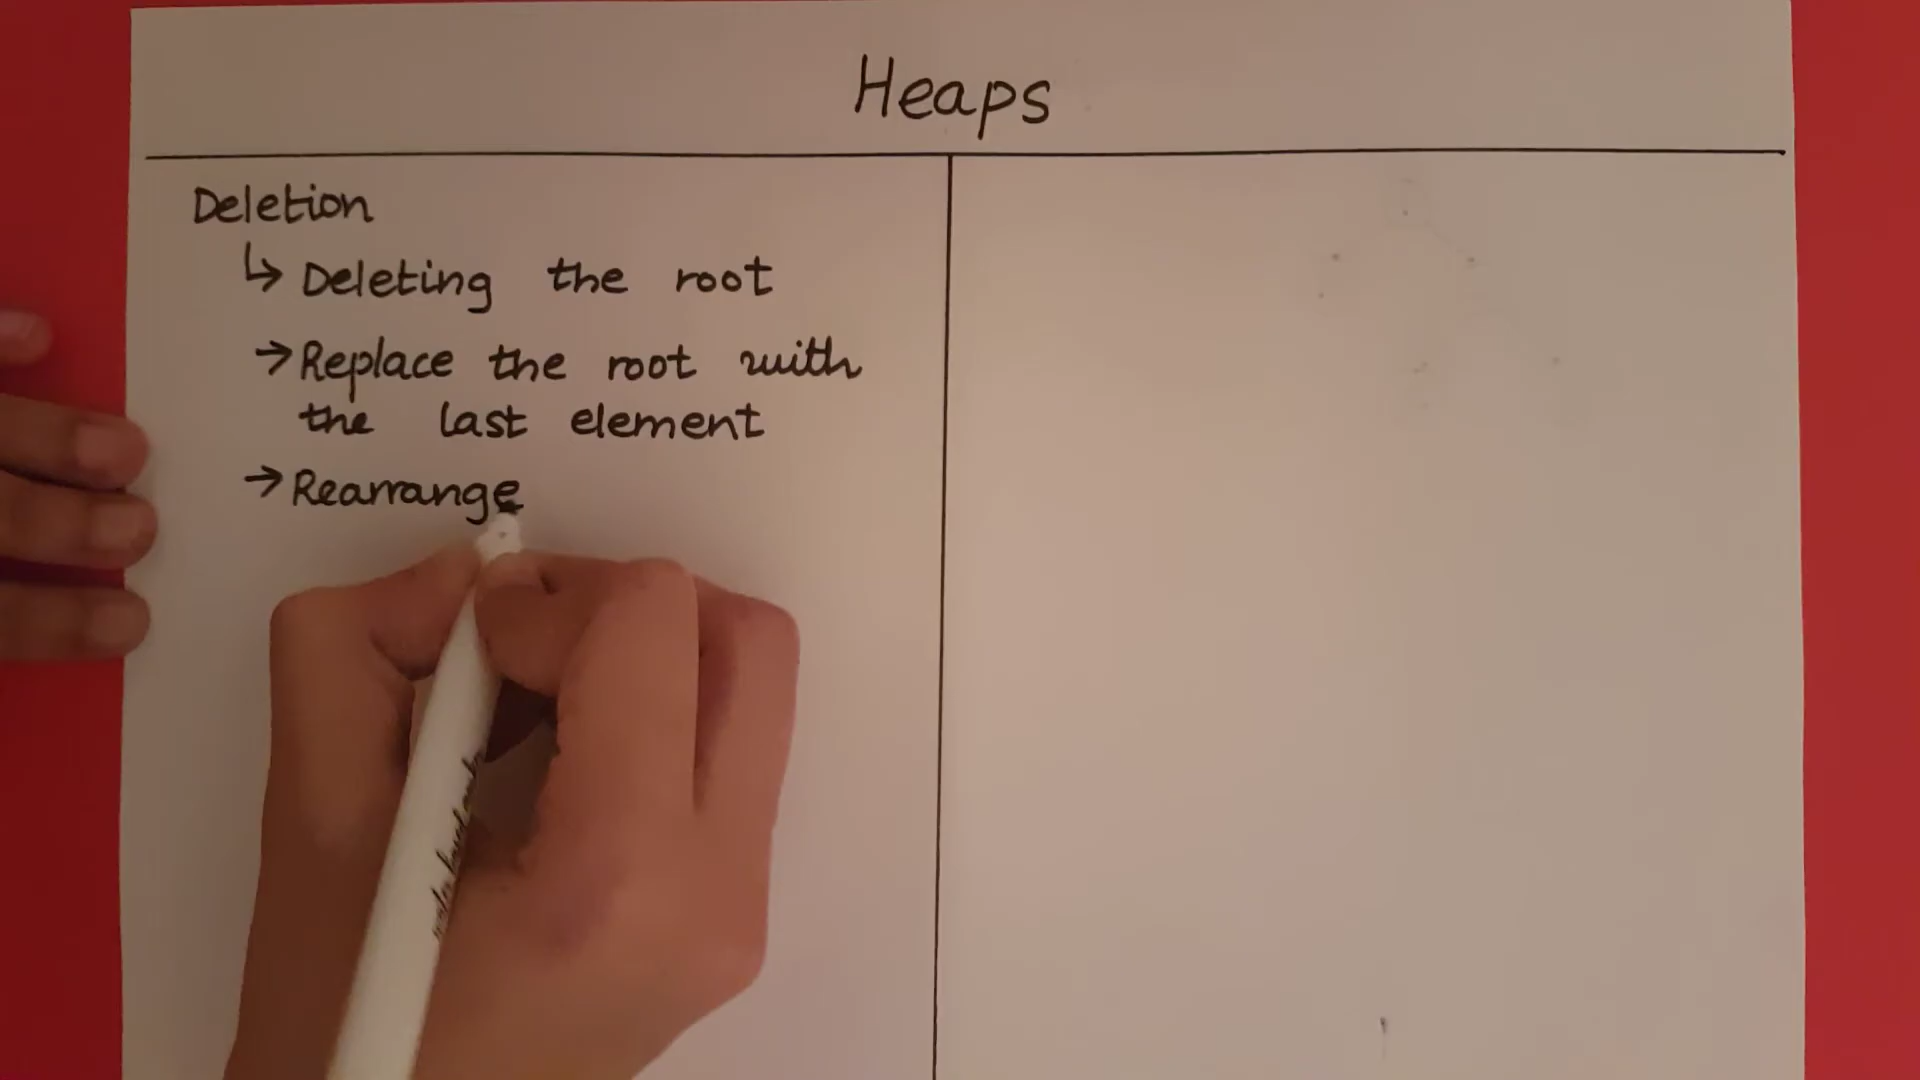 Heaps
Deletion
↳ Deleting the root
→ Replace the root with
the last element
→ Rearrange